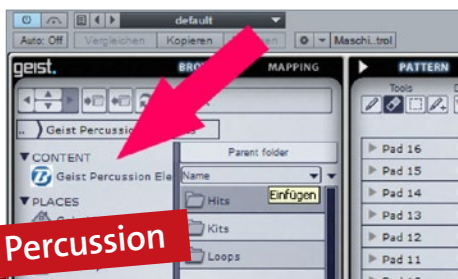 default
Auto: Off
Vergleichen
Kopieren
Maschi..trol
geist.
MAPPING
PATTERN
Tools
Geist Percussion
CONTENT
Geist Percussion Ele
PLACES
Parent folder
Name
Einfügen
Hits
Kits
Loops
Pad 16
Pad 15
Pad 14
Pad 13
Pad 12
Pad 11
Percussion